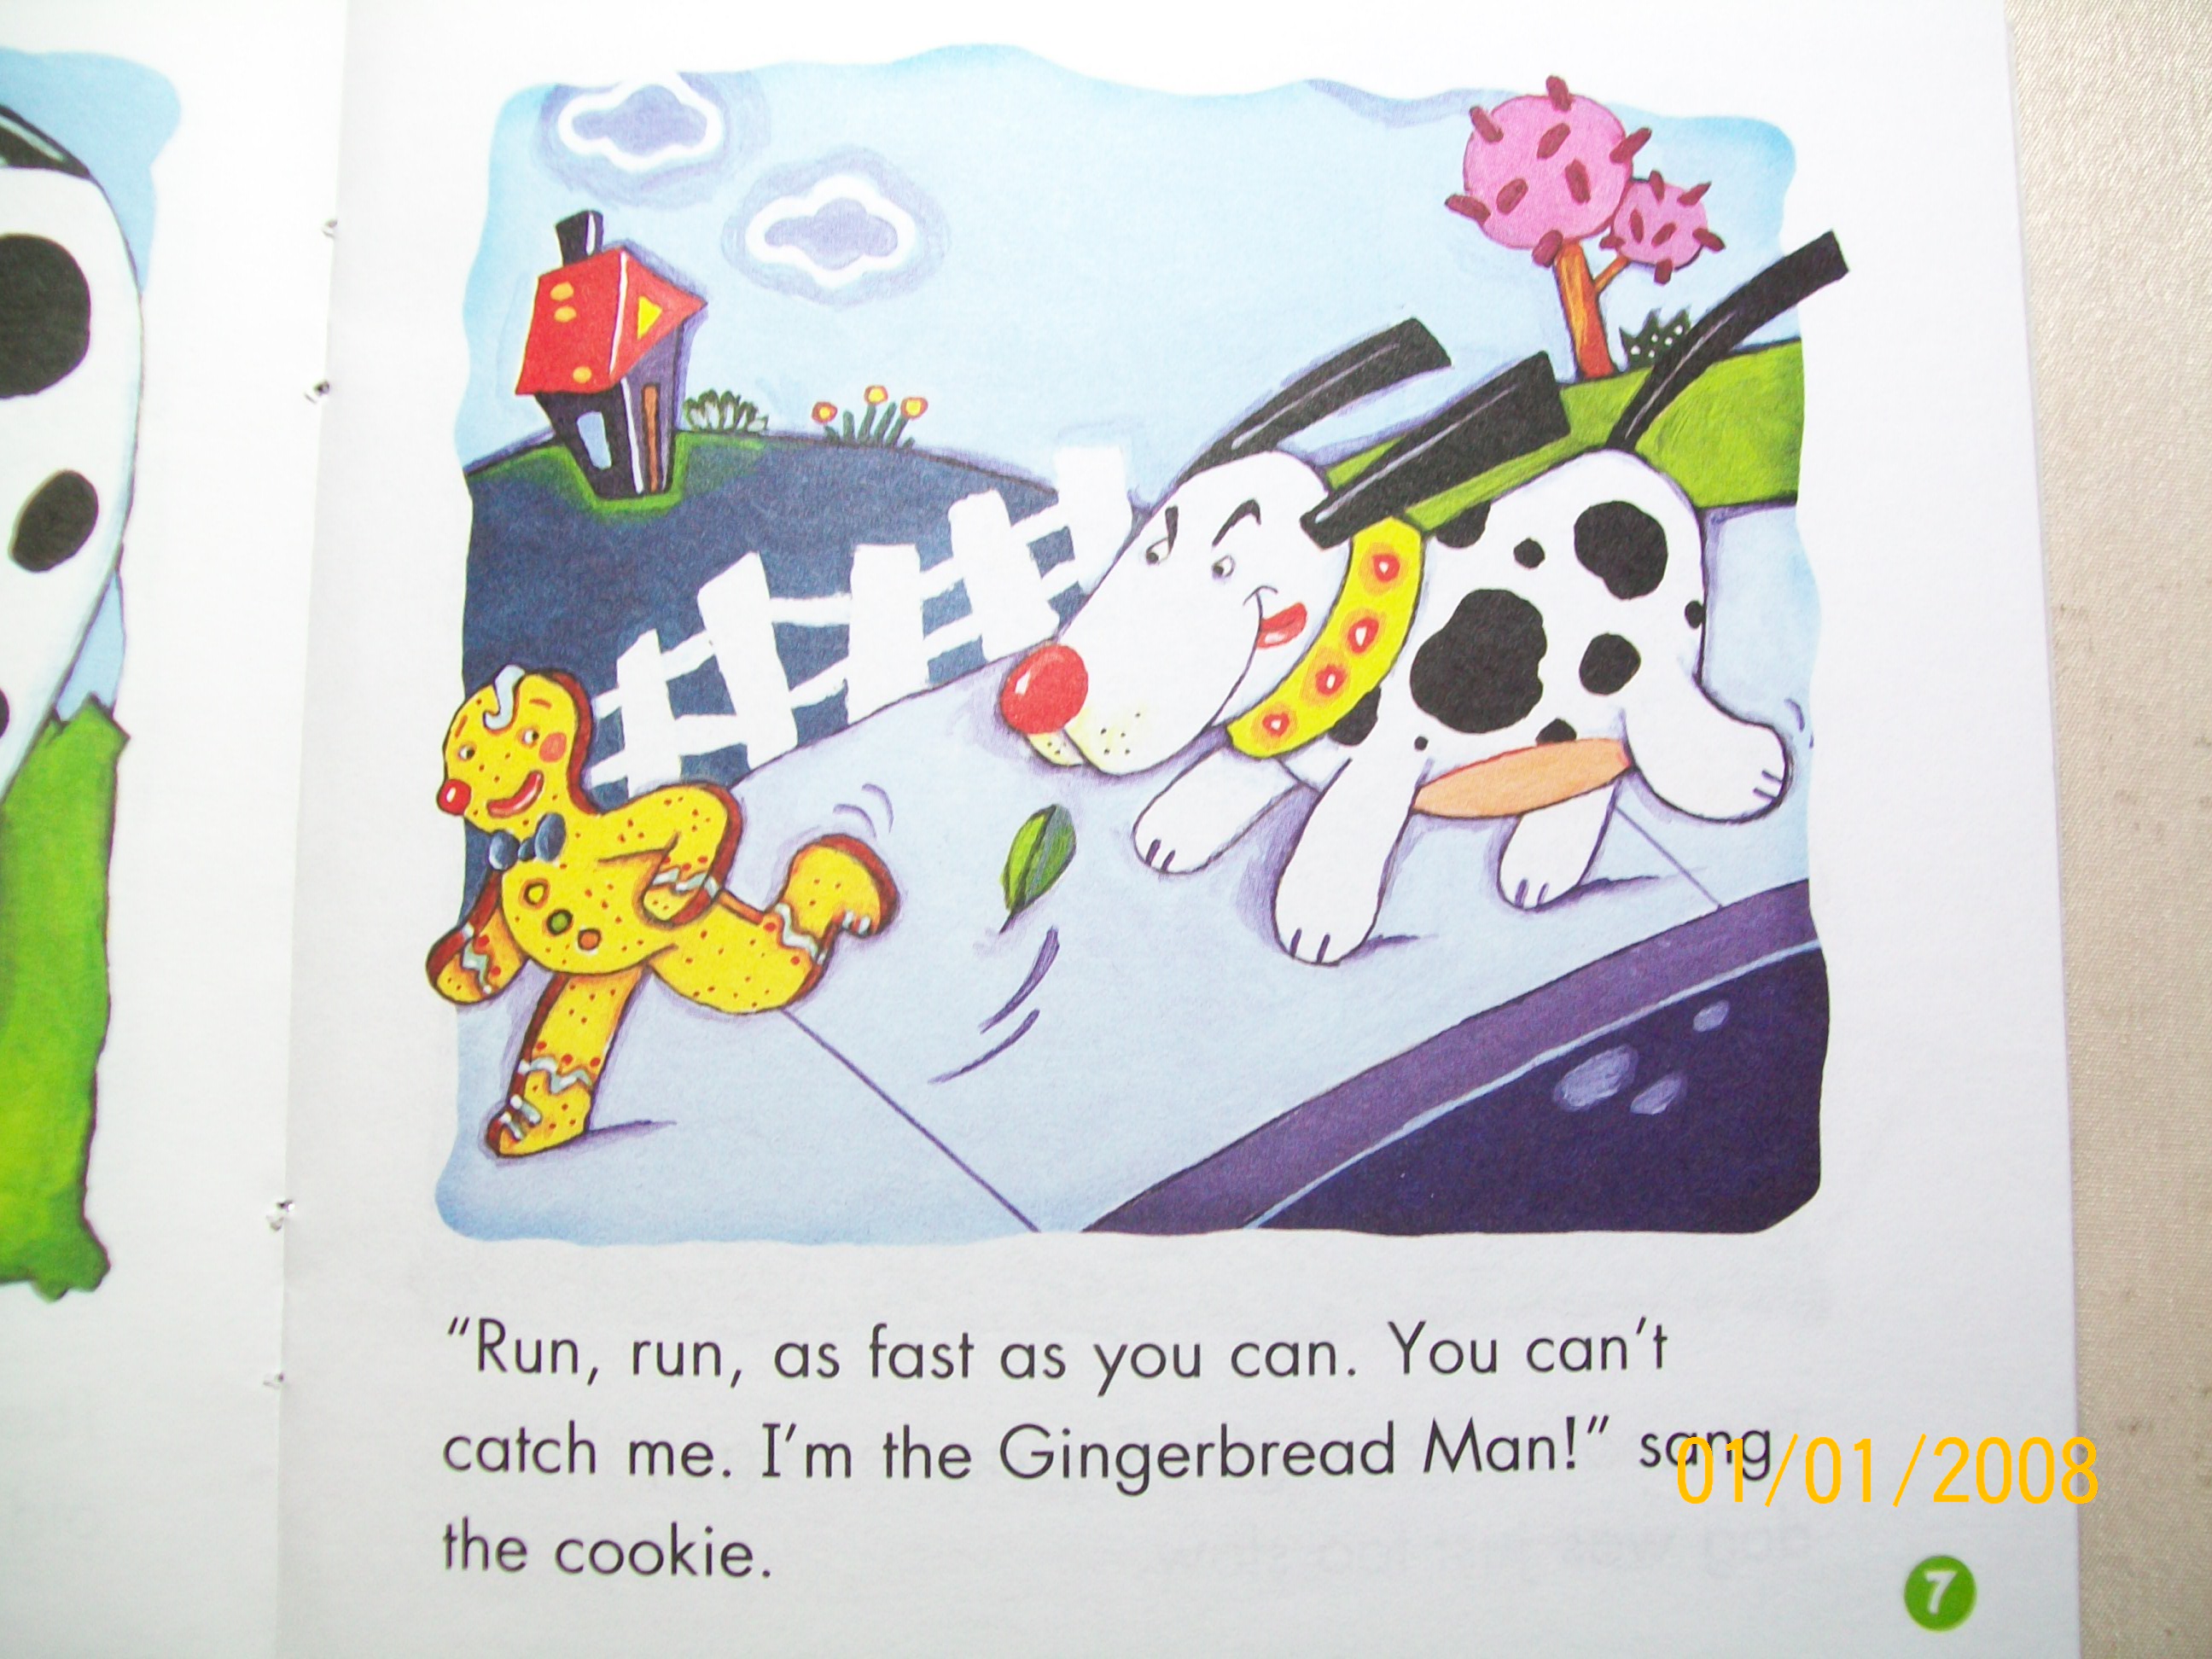 “Run, run, as fast as you can. You can’t
catch me. I’m the Gingerbread Man!” sang
the cookie.
01/01/2008
7